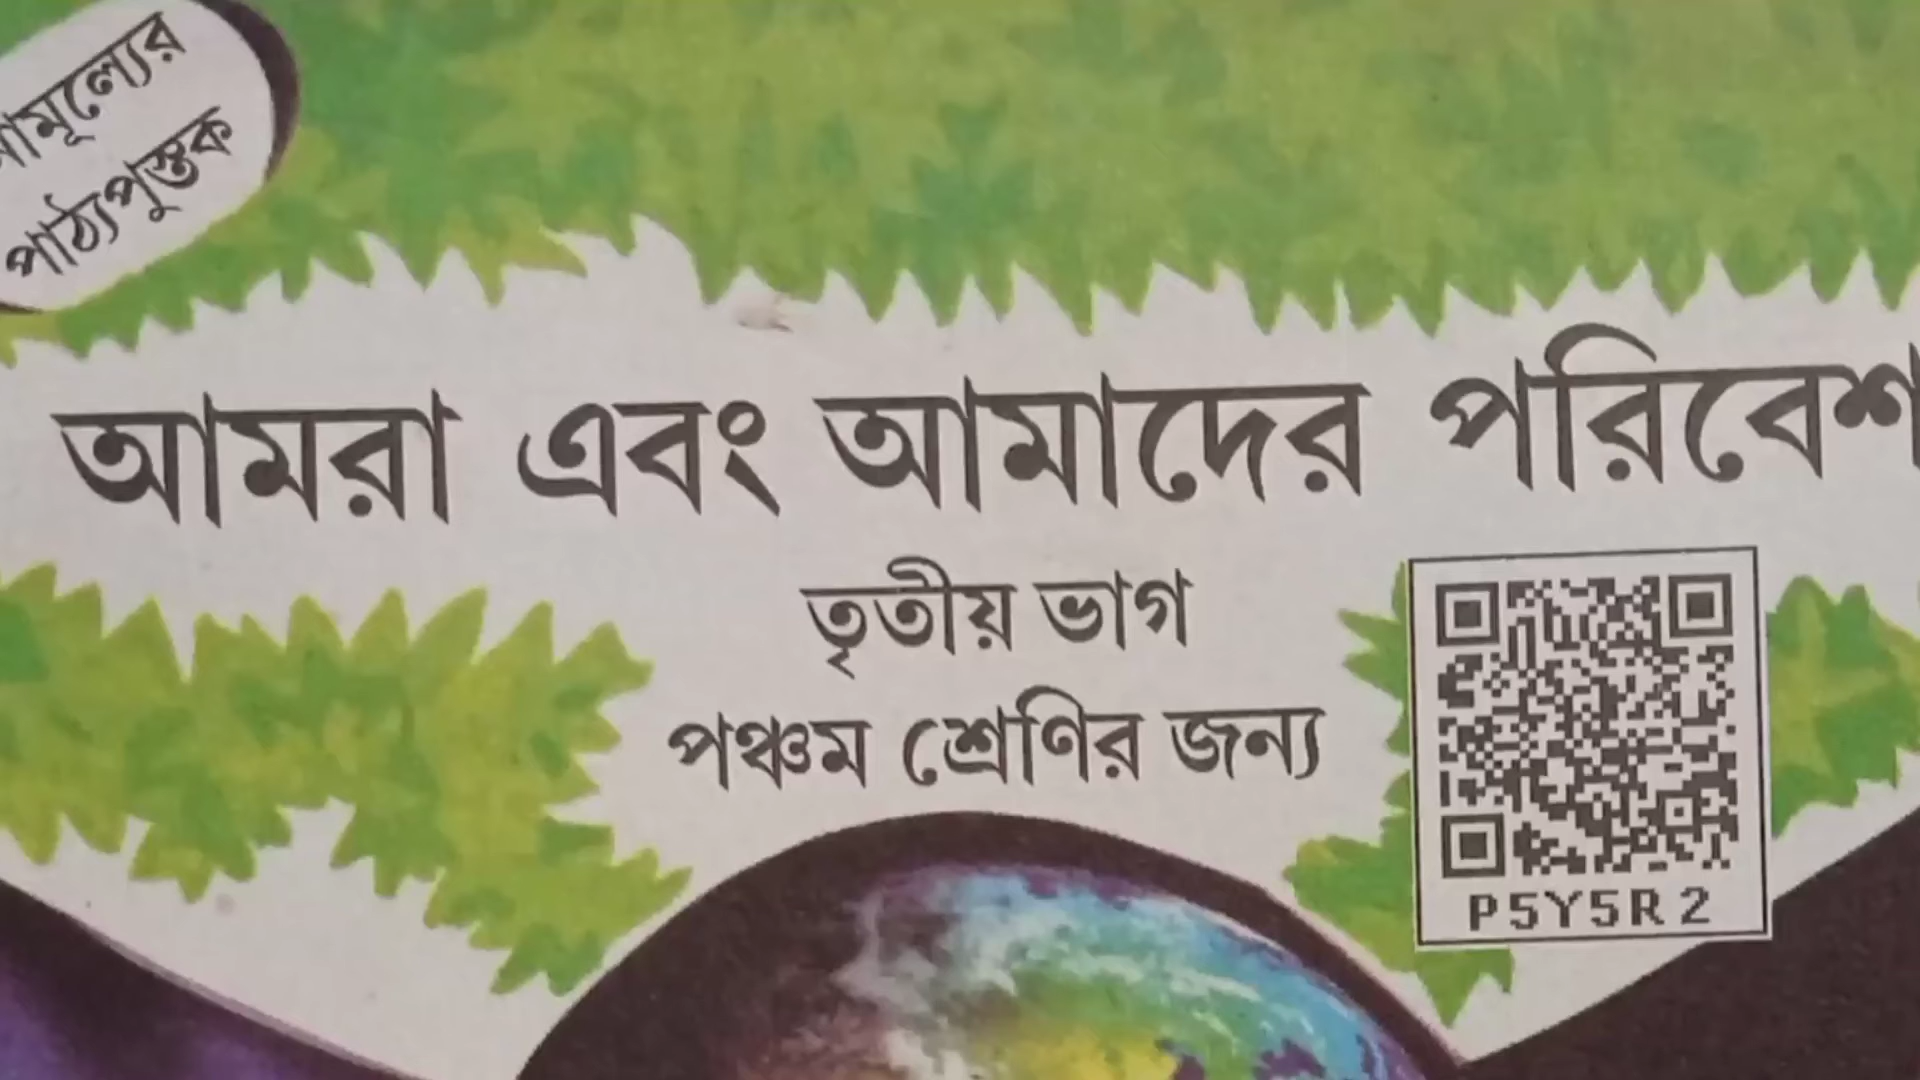 পাঠ্যপুস্তক
আমরা এবং আমাদের পরিবেশ
তৃতীয় ভাগ
পঞ্চম শ্রেণির জন্য
P5Y5R2